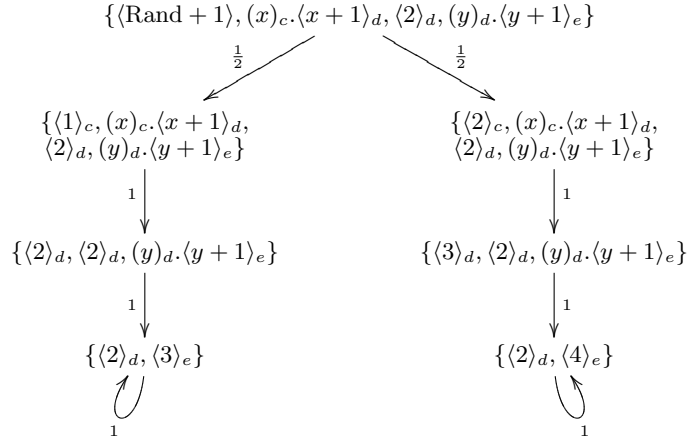 {⟨Rand + 1⟩, (x)_c.⟨x + 1⟩_d, ⟨2⟩_d, (y)_d.⟨y + 1⟩_e}
1/2
1/2
{⟨1⟩_c, (x)_c.⟨x + 1⟩_d,
⟨2⟩_d, (y)_d.⟨y + 1⟩_e}
{⟨2⟩_c, (x)_c.⟨x + 1⟩_d,
⟨2⟩_d, (y)_d.⟨y + 1⟩_e}
1
1
{⟨2⟩_d, ⟨2⟩_d, (y)_d.⟨y + 1⟩_e}
{⟨3⟩_d, ⟨2⟩_d, (y)_d.⟨y + 1⟩_e}
1
1
{⟨2⟩_d, ⟨3⟩_e}
{⟨2⟩_d, ⟨4⟩_e}
1
1